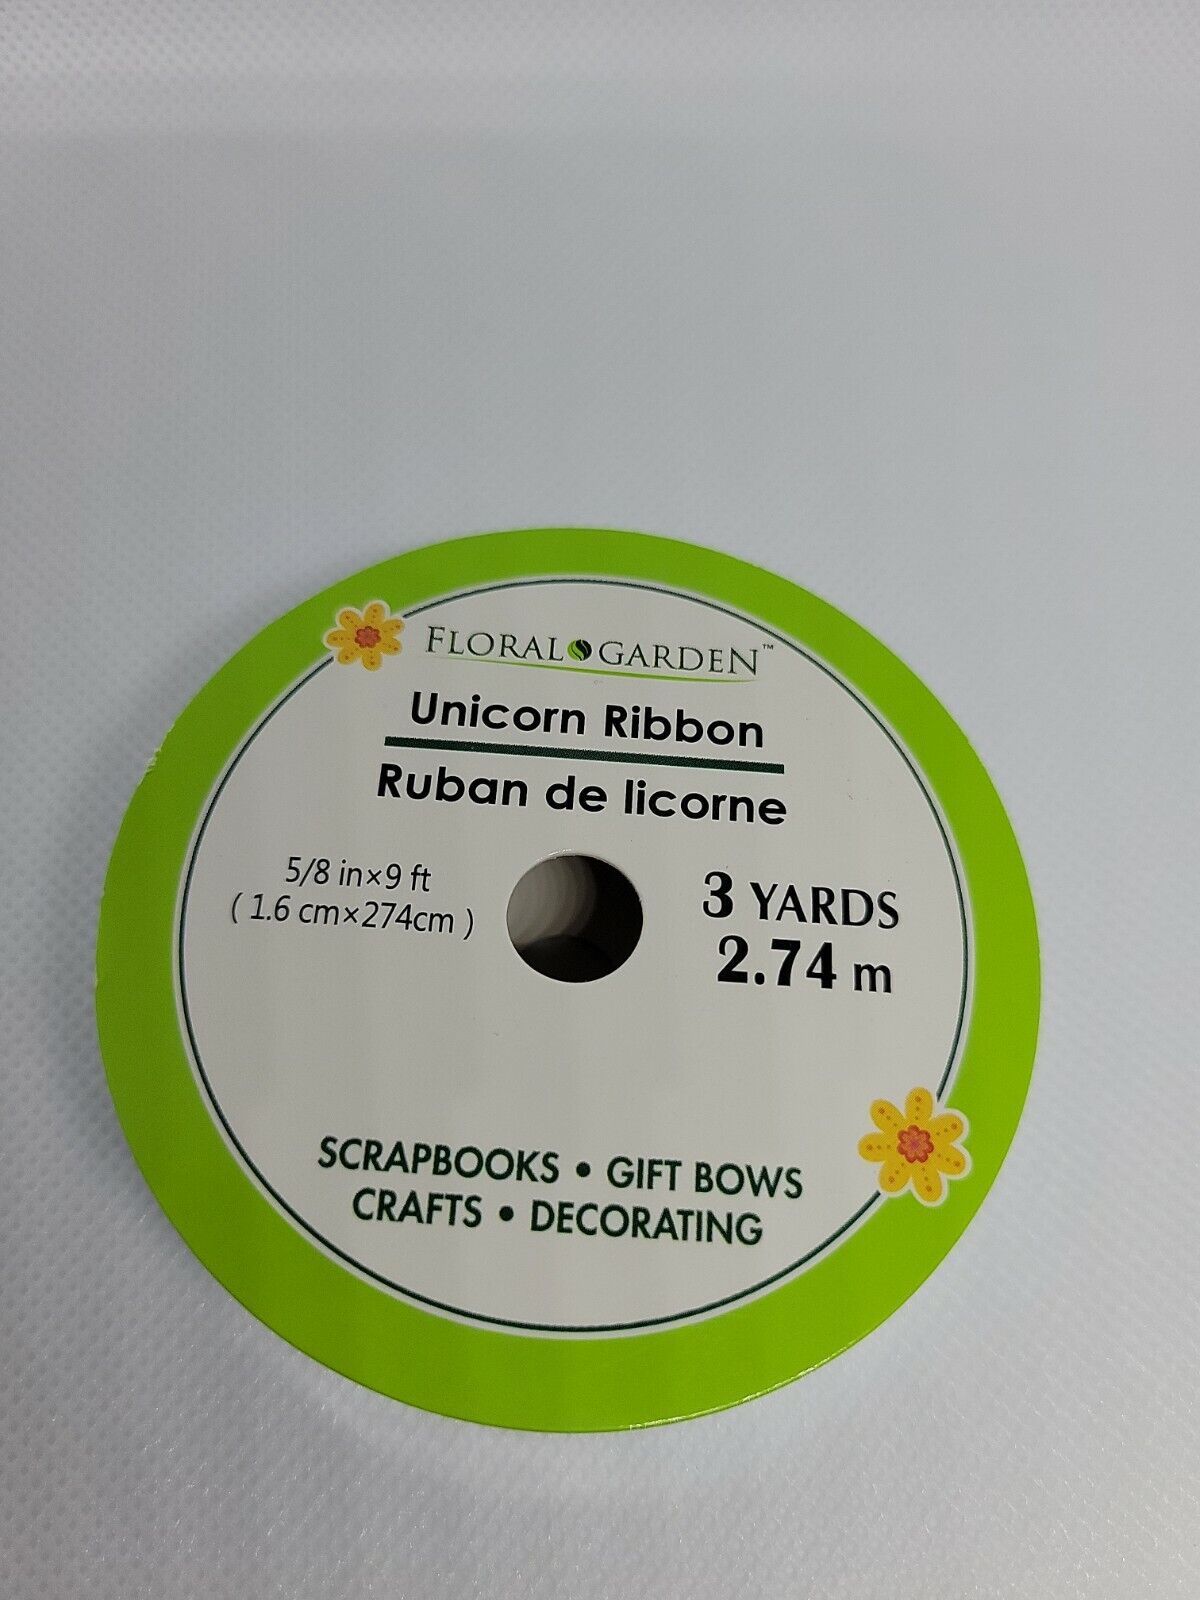 FLORAL GARDEN™
Unicorn Ribbon
Ruban de licorne
5/8 in×9 ft
( 1.6 cm×274cm )
3 YARDS
2.74 m
SCRAPBOOKS • GIFT BOWS
CRAFTS • DECORATING